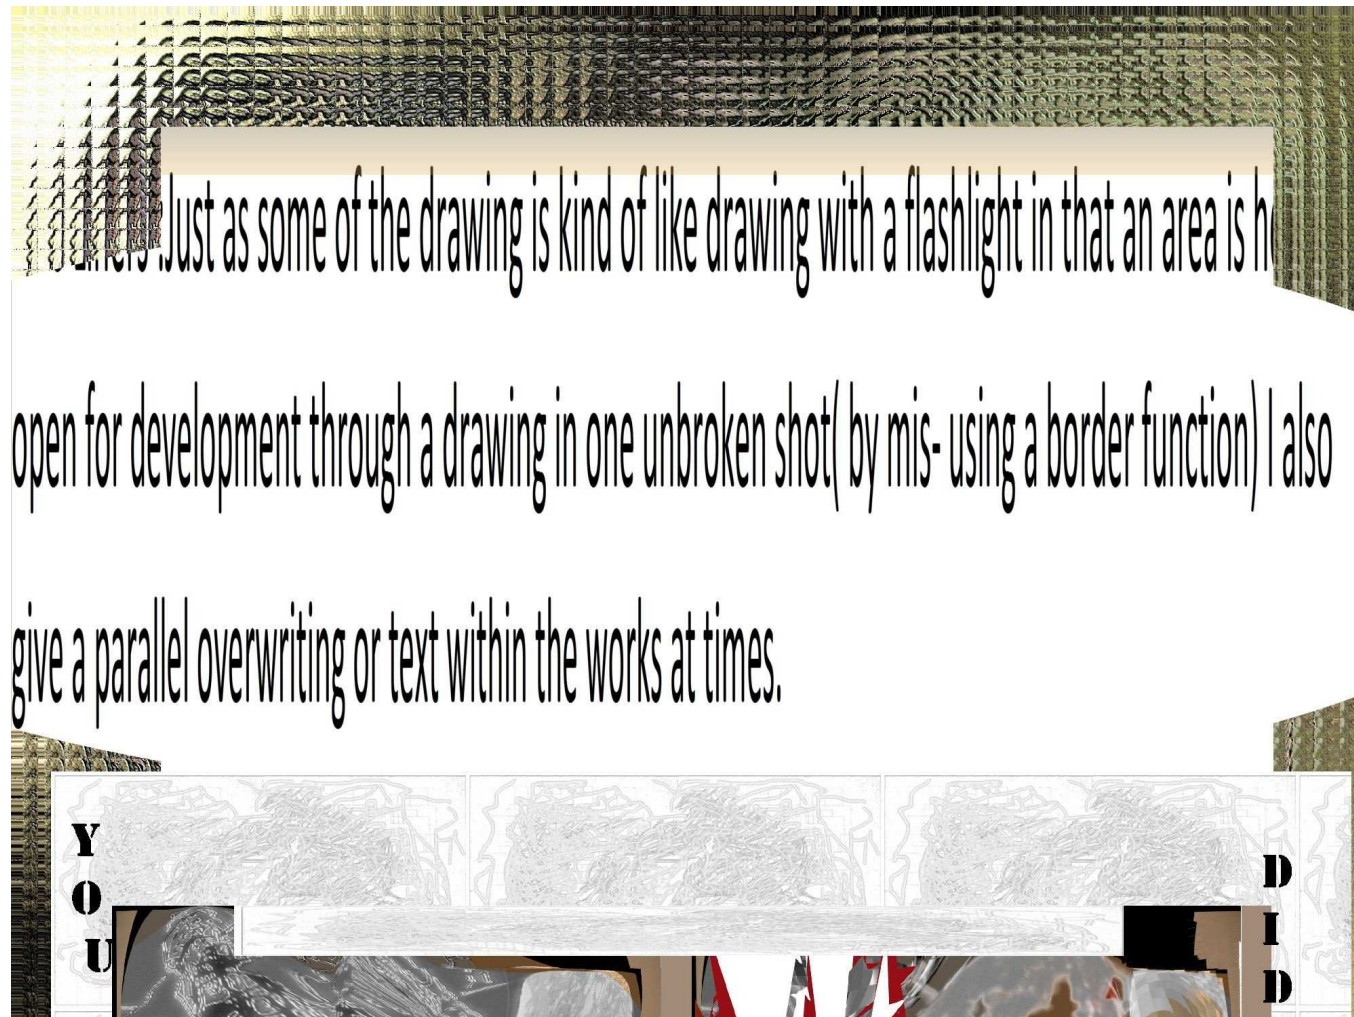 .Just as some of the drawing is kind of like drawing with a flashlight in that an area is
open for development through a drawing in one unbroken shot( by mis- using a border function) I also
give a parallel overwriting or text within the works at times.
YOU
DID